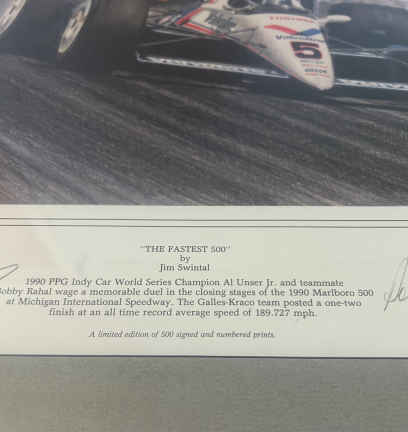 Valvoline
5
"THE FASTEST 500"
by
Jim Swintal
1990 PPG Indy Car World Series Champion Al Unser Jr. and teammate
Bobby Rahal wage a memorable duel in the closing stages of the 1990 Marlboro 500
at Michigan International Speedway. The Galles-Kraco team posted a one-two
finish at an all time record average speed of 189.727 mph.
A limited edition of 500 signed and numbered prints.